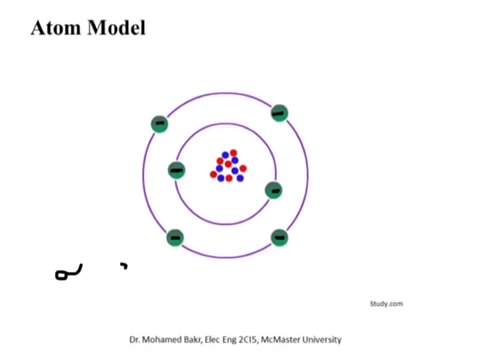 Atom Model
Study.com
Dr. Mohamed Bakr, Elec Eng 2CI5, McMaster University